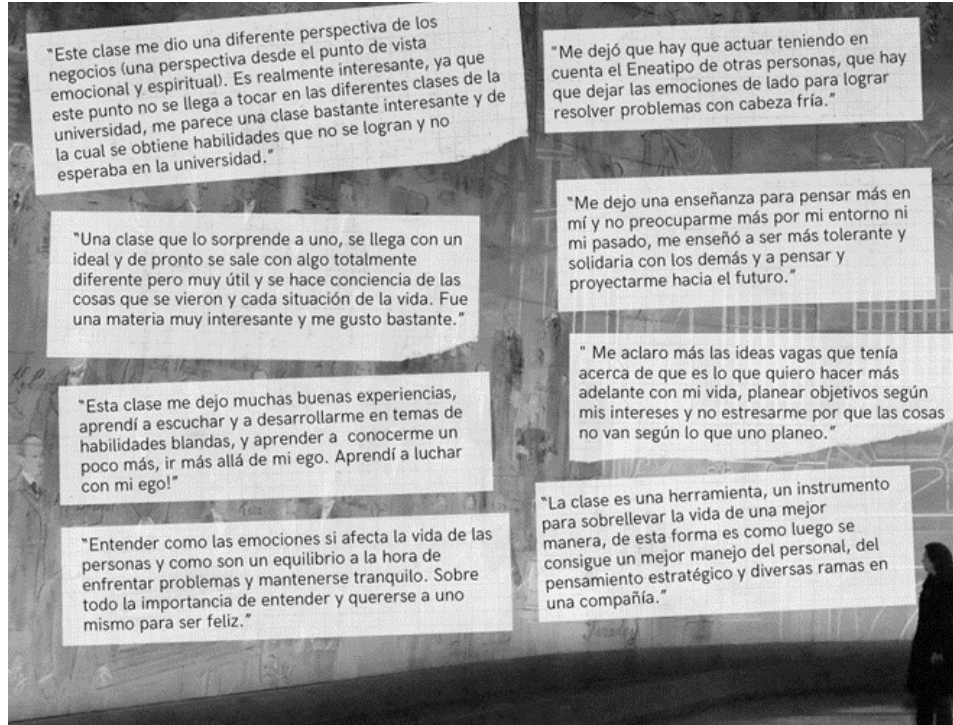 “Este clase me dio una diferente perspectiva de los
negocios (una perspectiva desde el punto de vista
emocional y espiritual). Es realmente interesante, ya que
este punto no se llega a tocar en las diferentes clases de la
universidad, me parece una clase bastante interesante y de
la cual se obtiene habilidades que no se logran y no
esperaba en la universidad.”
“Una clase que lo sorprende a uno, se llega con un
ideal y de pronto se sale con algo totalmente
diferente pero muy útil y se hace conciencia de las
cosas que se vieron y cada situación de la vida. Fue
una materia muy interesante y me gusto bastante.”
“Esta clase me dejo muchas buenas experiencias,
aprendí a escuchar y a desarrollarme en temas de
habilidades blandas, y aprender a conocerme un
poco más, ir más allá de mi ego. Aprendí a luchar
con mi ego!”
“Entender como las emociones si afecta la vida de las
personas y como son un equilibrio a la hora de
enfrentar problemas y mantenerse tranquilo. Sobre
todo la importancia de entender y quererse a uno
mismo para ser feliz.”
“Me dejó que hay que actuar teniendo en
cuenta el Eneatipo de otras personas, que hay
que dejar las emociones de lado para lograr
resolver problemas con cabeza fría.”
“Me dejo una enseñanza para pensar más en
mí y no preocuparme más por mi entorno ni
mi pasado, me enseñó a ser más tolerante y
solidaria con los demás y a pensar y
proyectarme hacia el futuro.”
“ Me aclaro más las ideas vagas que tenía
acerca de que es lo que quiero hacer más
adelante con mi vida, planear objetivos según
mis intereses y no estresarme por que las cosas
no van según lo que uno planeo.”
“La clase es una herramienta, un instrumento
para sobrellevar la vida de una mejor
manera, de esta forma es como luego se
consigue un mejor manejo del personal, del
pensamiento estratégico y diversas ramas en
una compañía.”